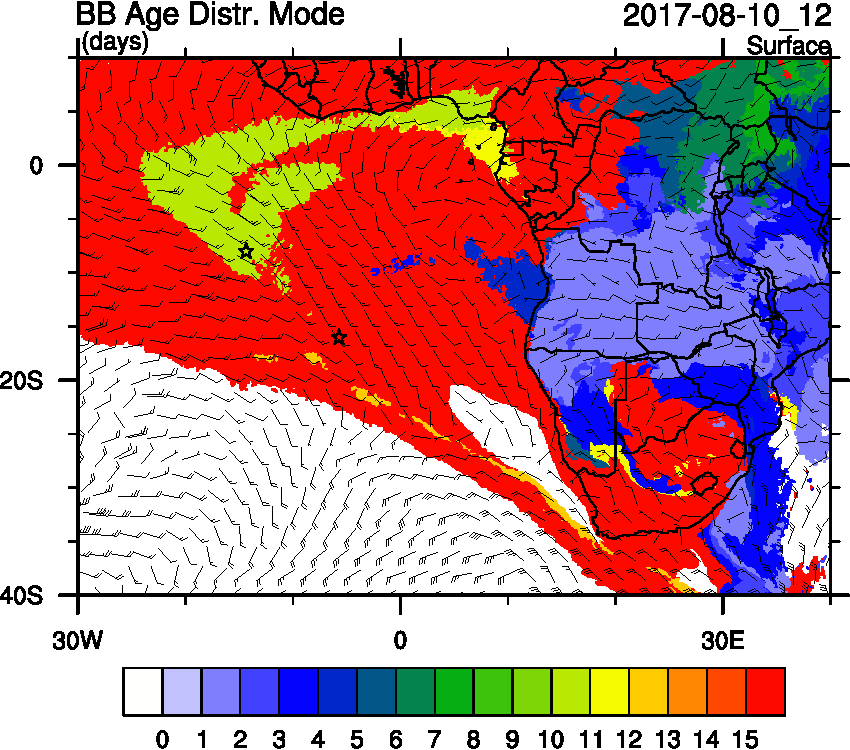 BB Age Distr. Mode 2017-08-10_12
(days) Surface
0
20S
40S
30W 0 30E
0 1 2 3 4 5 6 7 8 9 10 11 12 13 14 15